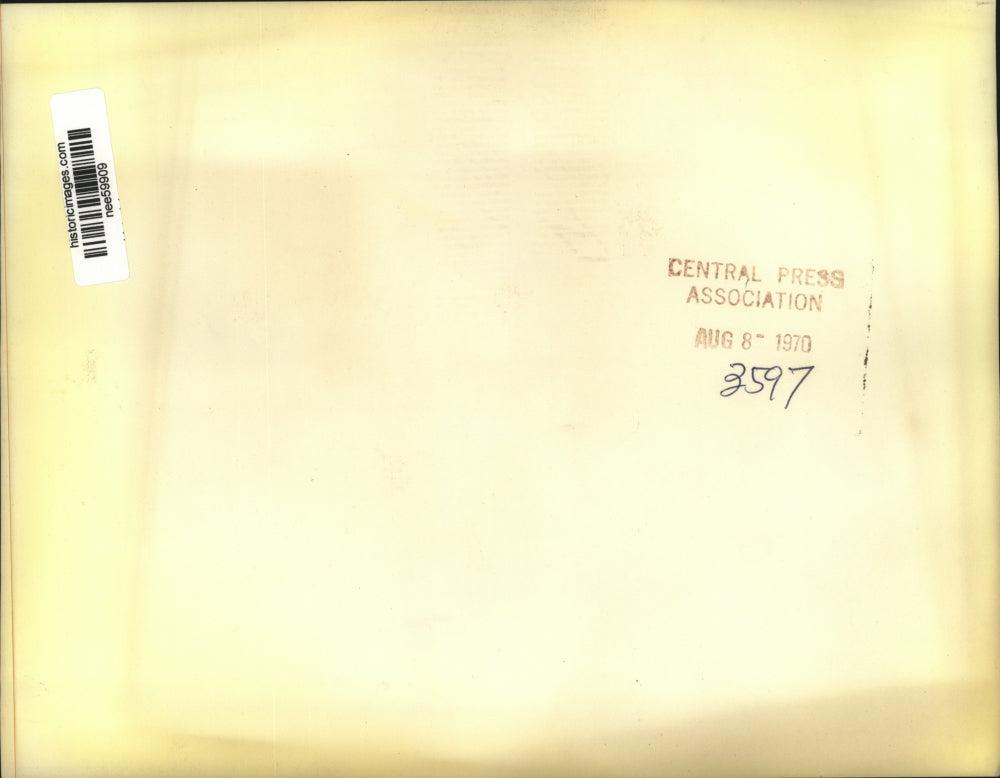 historicimages.com
nee59909
CENTRAL PRESS
ASSOCIATION
AUG 8- 1970
3597